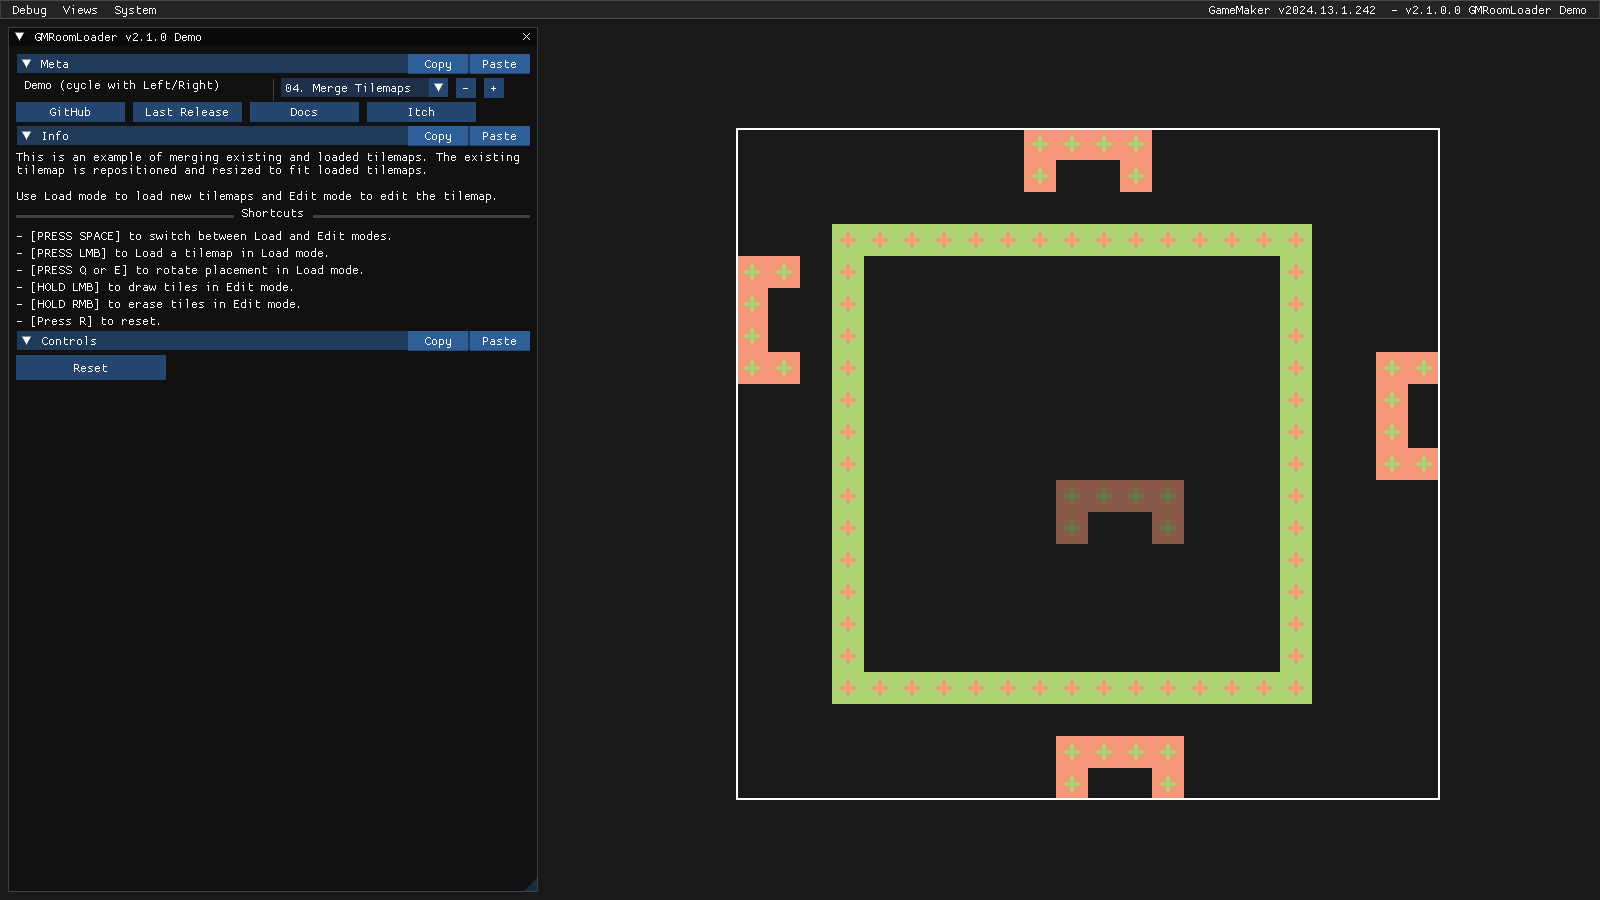 Debug Views System GameMaker v2024.13.1.242 - v2.1.0.0 GMRoomLoader Demo
GMRoomLoader v2.1.0 Demo
Meta Copy Paste
Demo (cycle with Left/Right) 04. Merge Tilemaps - +
GitHub Last Release Docs Itch
Info Copy Paste
This is an example of merging existing and loaded tilemaps. The existing
tilemap is repositioned and resized to fit loaded tilemaps.
Use Load mode to load new tilemaps and Edit mode to edit the tilemap.
Shortcuts
- [PRESS SPACE] to switch between Load and Edit modes.
- [PRESS LMB] to Load a tilemap in Load mode.
- [PRESS Q or E] to rotate placement in Load mode.
- [HOLD LMB] to draw tiles in Edit mode.
- [HOLD RMB] to erase tiles in Edit mode.
- [Press R] to reset.
Controls Copy Paste
Reset